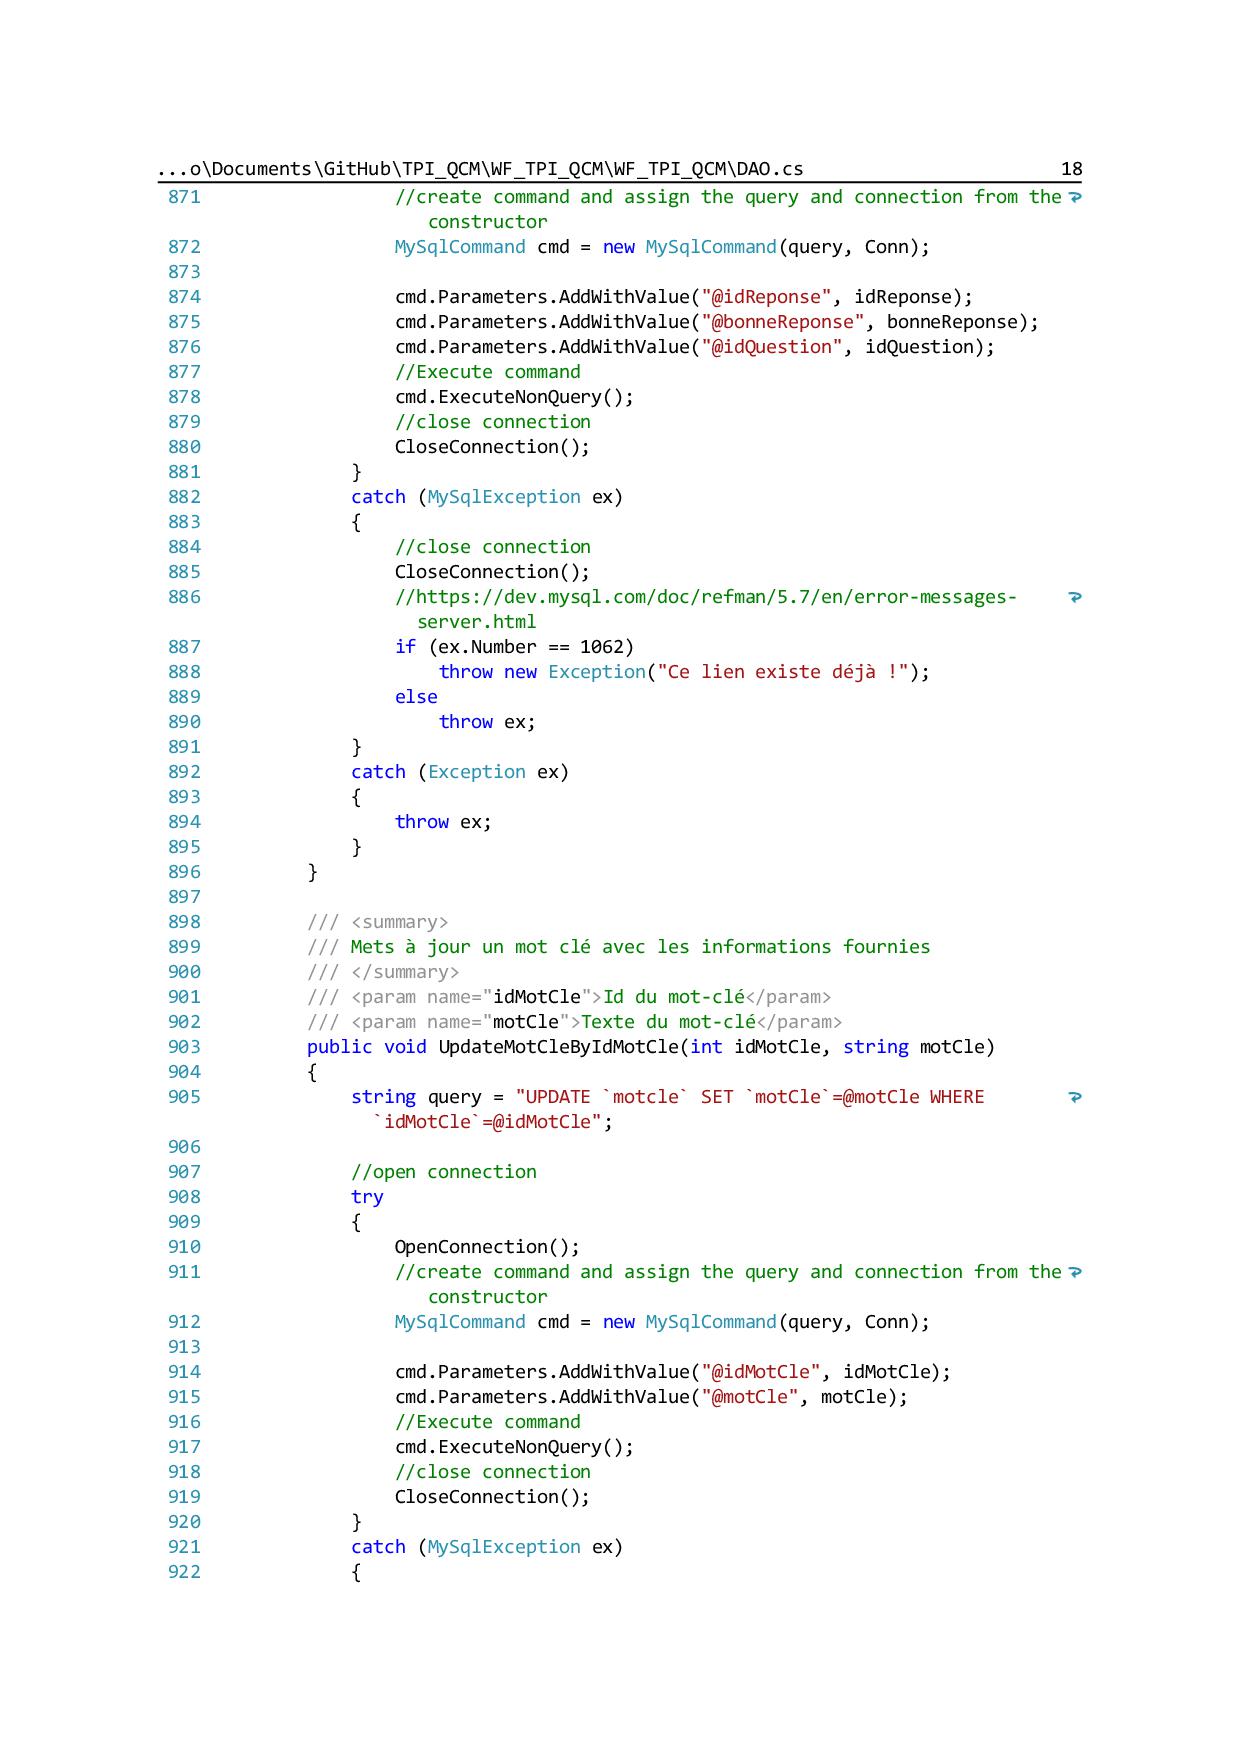 ...o\Documents\GitHub\TPI_QCM\WF_TPI_QCM\WF_TPI_QCM\DAO.cs 18
871 //create command and assign the query and connection from the
constructor
872 MySqlCommand cmd = new MySqlCommand(query, Conn);
873
874 cmd.Parameters.AddWithValue("@idReponse", idReponse);
875 cmd.Parameters.AddWithValue("@bonneReponse", bonneReponse);
876 cmd.Parameters.AddWithValue("@idQuestion", idQuestion);
877 //Execute command
878 cmd.ExecuteNonQuery();
879 //close connection
880 CloseConnection();
881 }
882 catch (MySqlException ex)
883 {
884 //close connection
885 CloseConnection();
886 //https://dev.mysql.com/doc/refman/5.7/en/error-messages-
server.html
887 if (ex.Number == 1062)
888 throw new Exception("Ce lien existe déjà !");
889 else
890 throw ex;
891 }
892 catch (Exception ex)
893 {
894 throw ex;
895 }
896 }
897
898 /// <summary>
899 /// Mets à jour un mot clé avec les informations fournies
900 /// </summary>
901 /// <param name="idMotCle">Id du mot-clé</param>
902 /// <param name="motCle">Texte du mot-clé</param>
903 public void UpdateMotCleByIdMotCle(int idMotCle, string motCle)
904 {
905 string query = "UPDATE `motcle` SET `motCle`=@motCle WHERE
`idMotCle`=@idMotCle";
906
907 //open connection
908 try
909 {
910 OpenConnection();
911 //create command and assign the query and connection from the
constructor
912 MySqlCommand cmd = new MySqlCommand(query, Conn);
913
914 cmd.Parameters.AddWithValue("@idMotCle", idMotCle);
915 cmd.Parameters.AddWithValue("@motCle", motCle);
916 //Execute command
917 cmd.ExecuteNonQuery();
918 //close connection
919 CloseConnection();
920 }
921 catch (MySqlException ex)
922 {